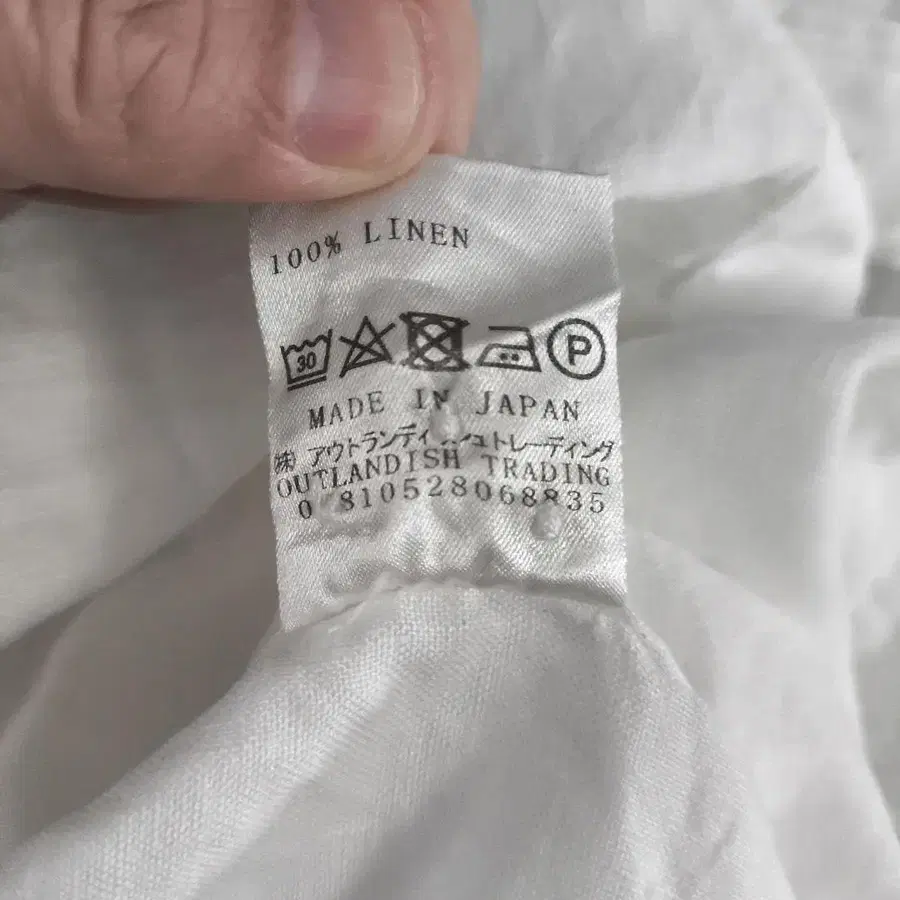 100% LINEN
30 P
MADE IN JAPAN
(株) アウトランディッシュトレーディング
OUTLANDISH TRADING
0 810528068835